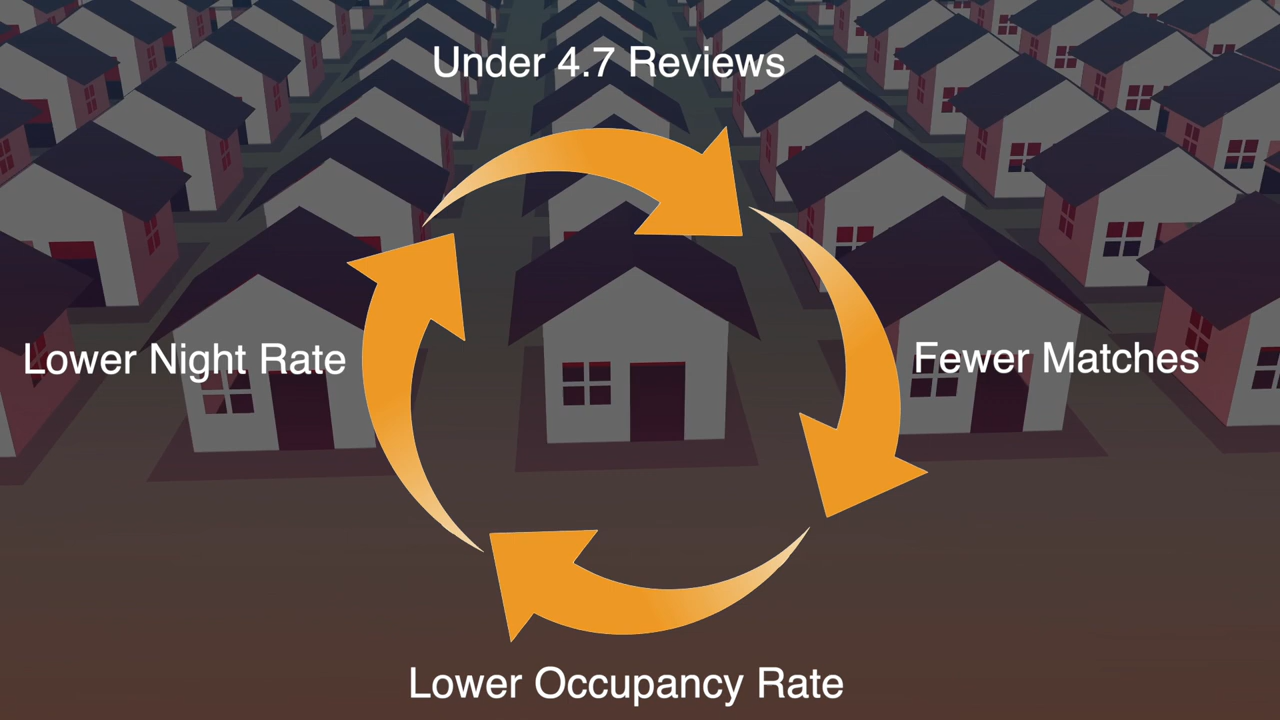 Under 4.7 Reviews
Lower Night Rate
Fewer Matches
Lower Occupancy Rate